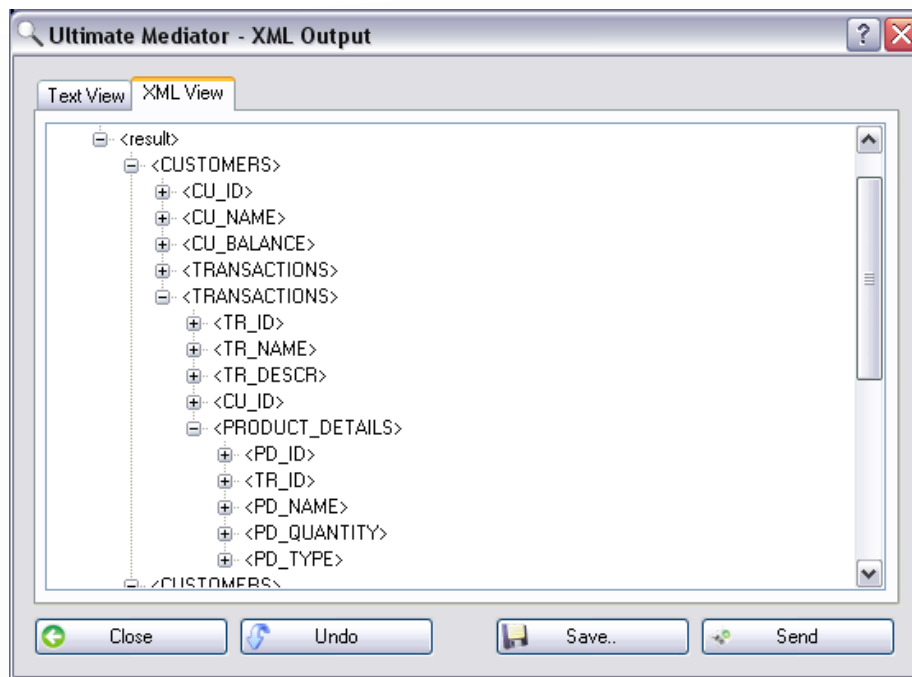 Ultimate Mediator - XML Output
?
Text View
XML View
<result>
<CUSTOMERS>
<CU_ID>
<CU_NAME>
<CU_BALANCE>
<TRANSACTIONS>
<TRANSACTIONS>
<TR_ID>
<TR_NAME>
<TR_DESCR>
<CU_ID>
<PRODUCT_DETAILS>
<PD_ID>
<TR_ID>
<PD_NAME>
<PD_QUANTITY>
<PD_TYPE>
<CUSTOMERS>
Close
Undo
Save..
Send